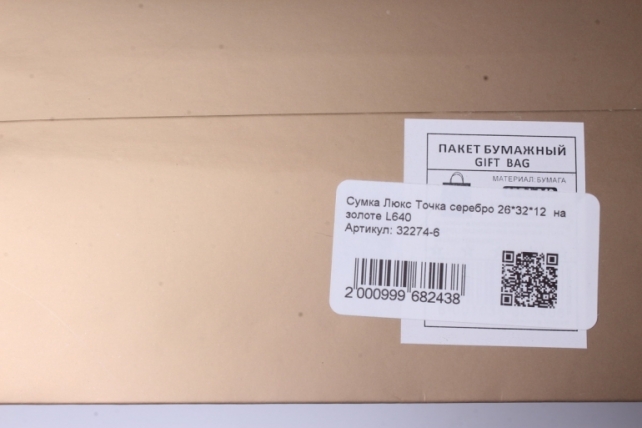 ПАКЕТ БУМАЖНЫЙ
GIFT BAG
МАТЕРИАЛ: БУМАГА
Сумка Люкс Точка серебро 26*32*12 на
золоте L640
Артикул: 32274-6
2 000999 682438